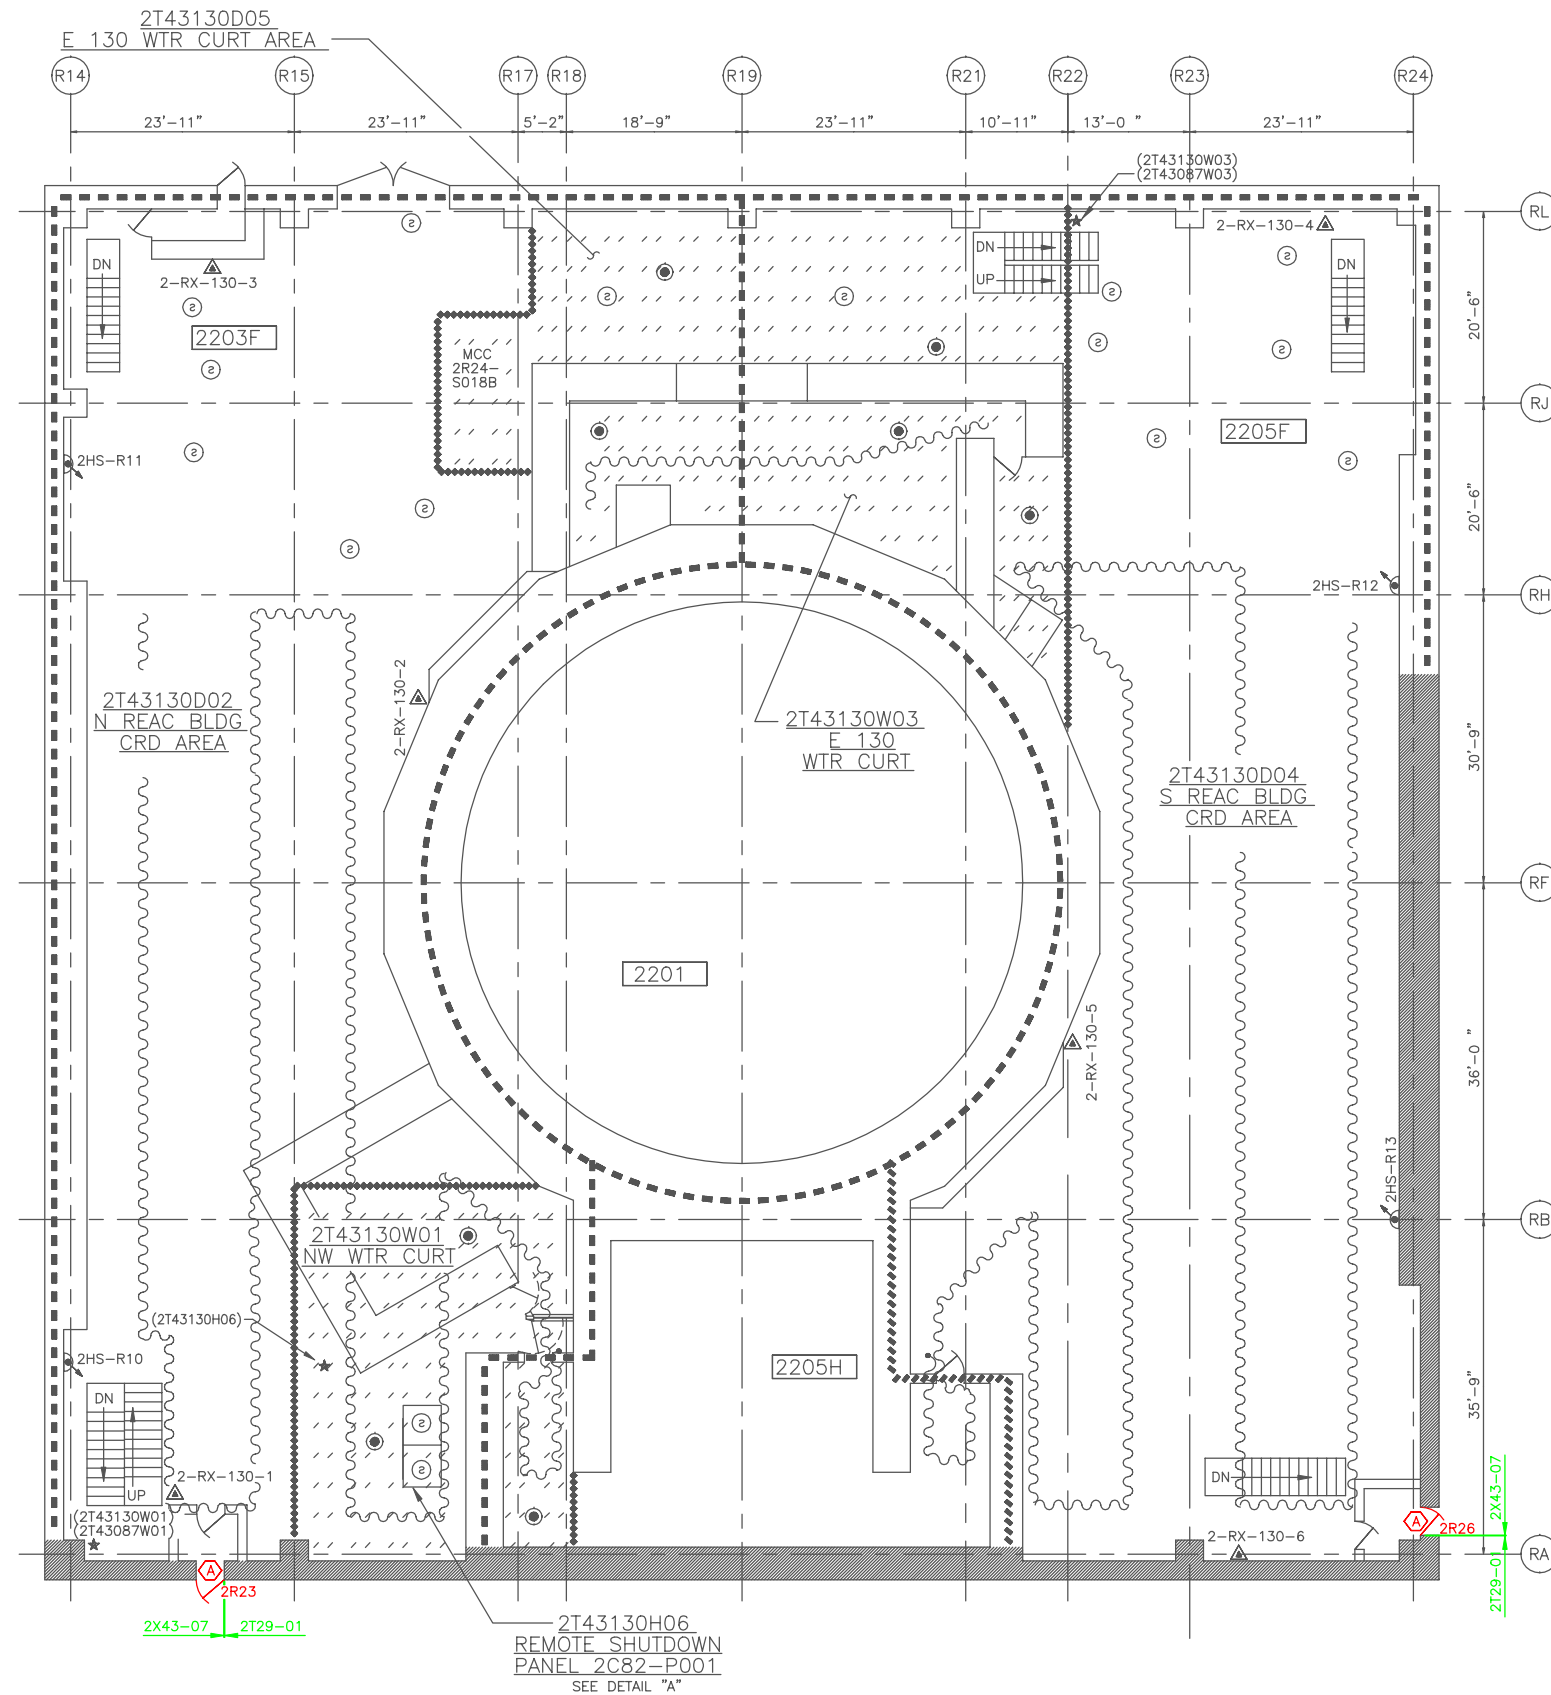 2T43130D05
E 130 WTR CURT AREA
R14
R15
R17
R18
R19
R21
R22
R23
R24
23'-11"
23'-11"
5'-2"
18'-9"
23'-11"
10'-11"
13'-0 "
23'-11"
(2T43130W03)
(2T43087W03)
RL
2-RX-130-4
DN
DN
UP
DN
2-RX-130-3
S
S
S
S
S
S
S
2203F
20'-6"
MCC
2R24-
S018B
S
S
S
RJ
2205F
S
2HS-R11
S
S
S
S
20'-6"
2HS-R12
RH
2-RX-130-2
2T43130D02
N REAC BLDG
CRD AREA
2T43130W03
E 130
WTR CURT
30'-9"
2T43130D04
S REAC BLDG
CRD AREA
RF
2201
2-RX-130-5
36'-0 "
2HS-R13
RB
2T43130W01
NW WTR CURT
(2T43130H06)
2HS-R10
2205H
35'-9"
DN
UP
S
S
2-RX-130-1
DN
(2T43130W01)
(2T43087W01)
2X43-07
A
2R26
2-RX-130-6
RA
2T29-01
A
2R23
2X43-07
2T29-01
2T43130H06
REMOTE SHUTDOWN
PANEL 2C82-P001
SEE DETAIL "A"